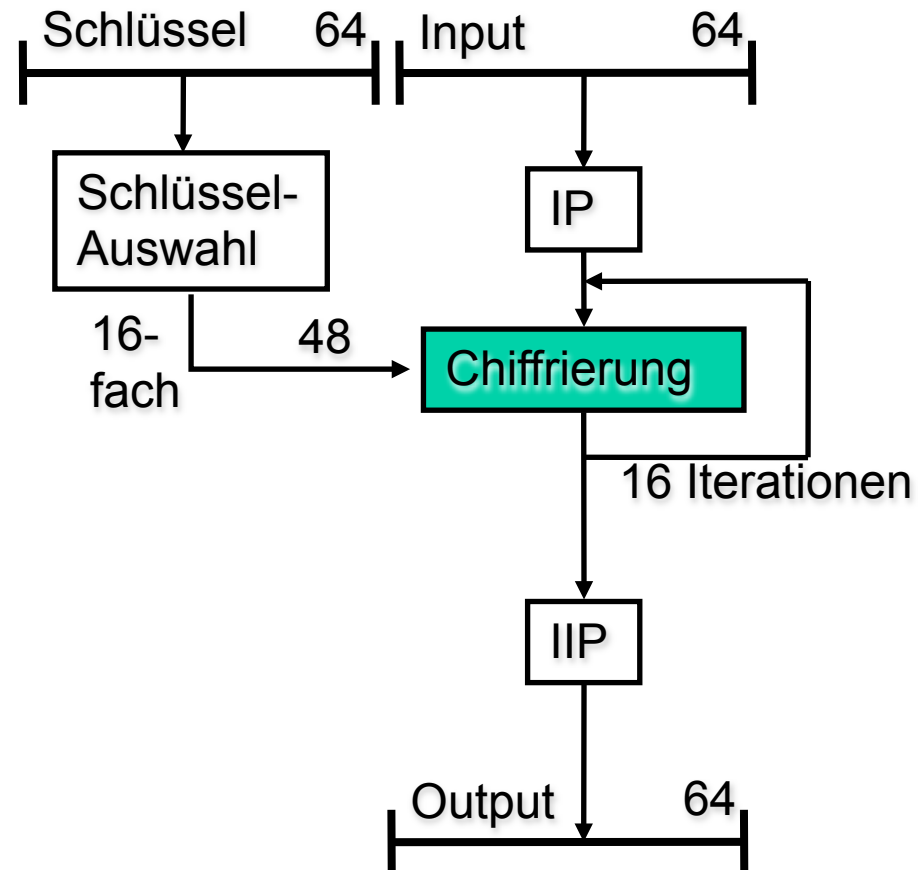 Schlüssel 64
Input 64
Schlüssel-
Auswahl
IP
16-
fach
48
Chiffrierung
16 Iterationen
IIP
Output 64